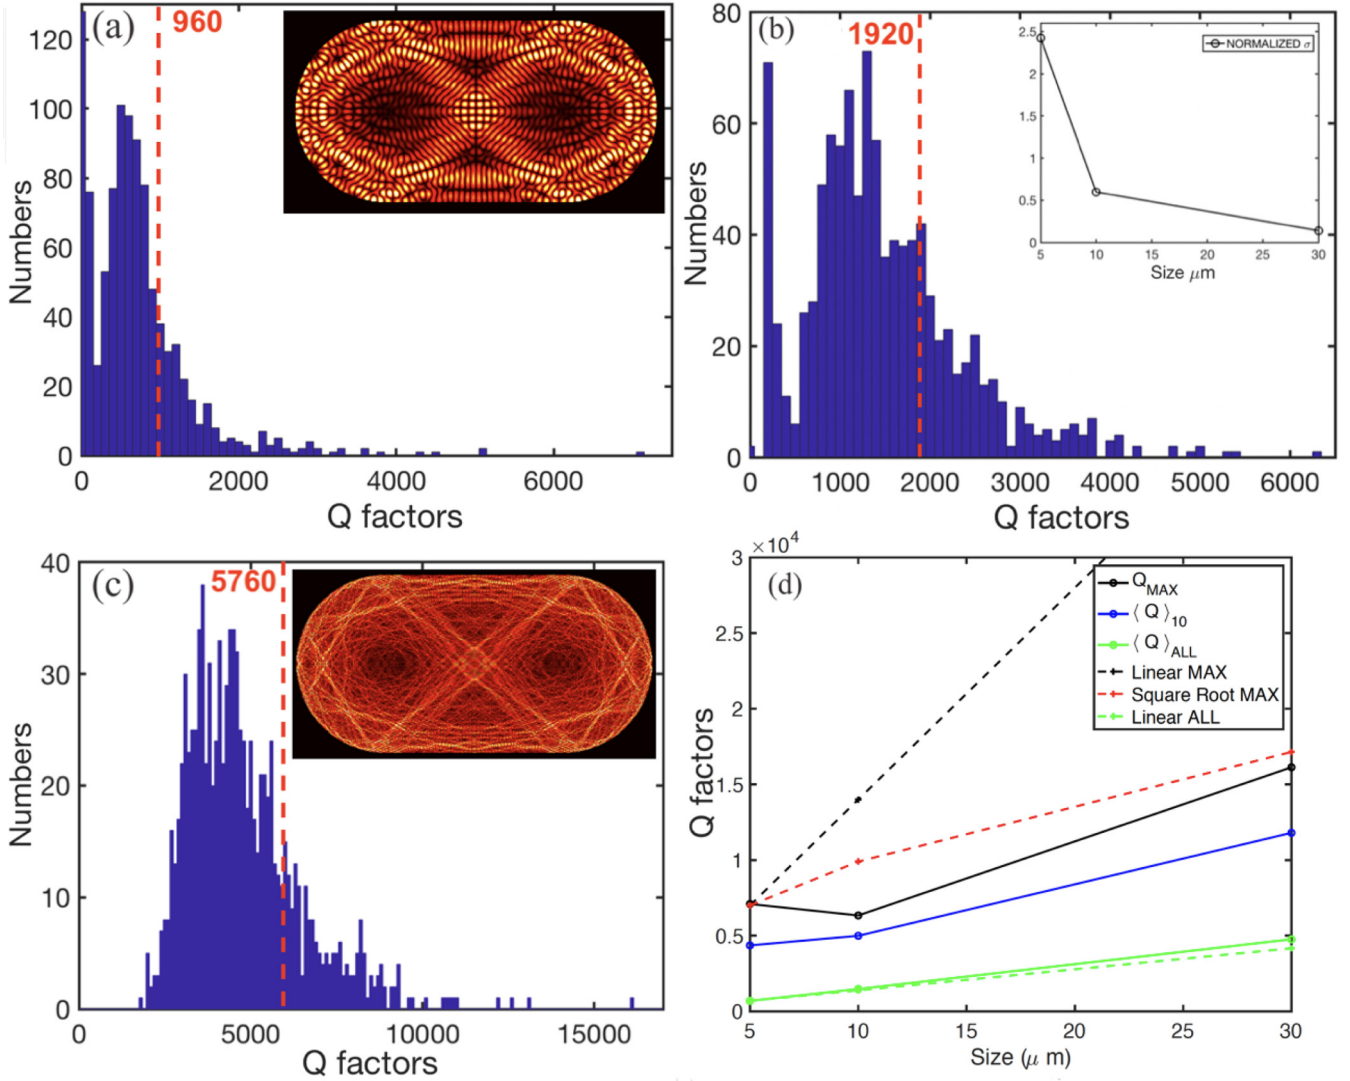 (a)
960
120
100
80
60
40
20
0
Numbers
0 2000 4000 6000
Q factors
(b)
1920
80
60
40
20
0
Numbers
0 1000 2000 3000 4000 5000 6000
Q factors
NORMALIZED σ
2.5
2
1.5
1
0.5
0
5 10 15 20 25 30
Size μm
(c)
5760
40
30
20
10
0
Numbers
0 5000 10000 15000
Q factors
×10⁴
(d)
3
2.5
2
1.5
1
0.5
0
Q factors
5 10 15 20 25 30
Size (μ m)
Q_MAX
⟨ Q ⟩₁₀
⟨ Q ⟩_ALL
Linear MAX
Square Root MAX
Linear ALL